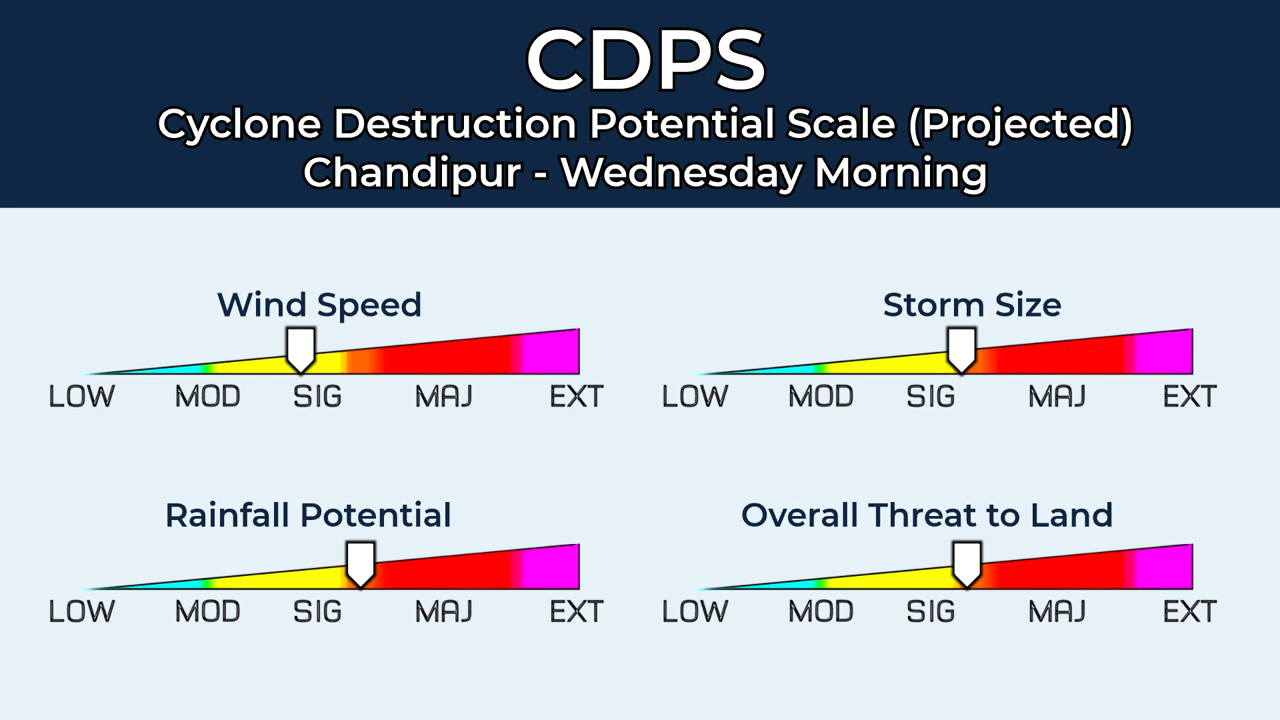 CDPS
Cyclone Destruction Potential Scale (Projected)
Chandipur - Wednesday Morning
Wind Speed
LOW MOD SIG MAJ EXT
Storm Size
LOW MOD SIG MAJ EXT
Rainfall Potential
LOW MOD SIG MAJ EXT
Overall Threat to Land
LOW MOD SIG MAJ EXT